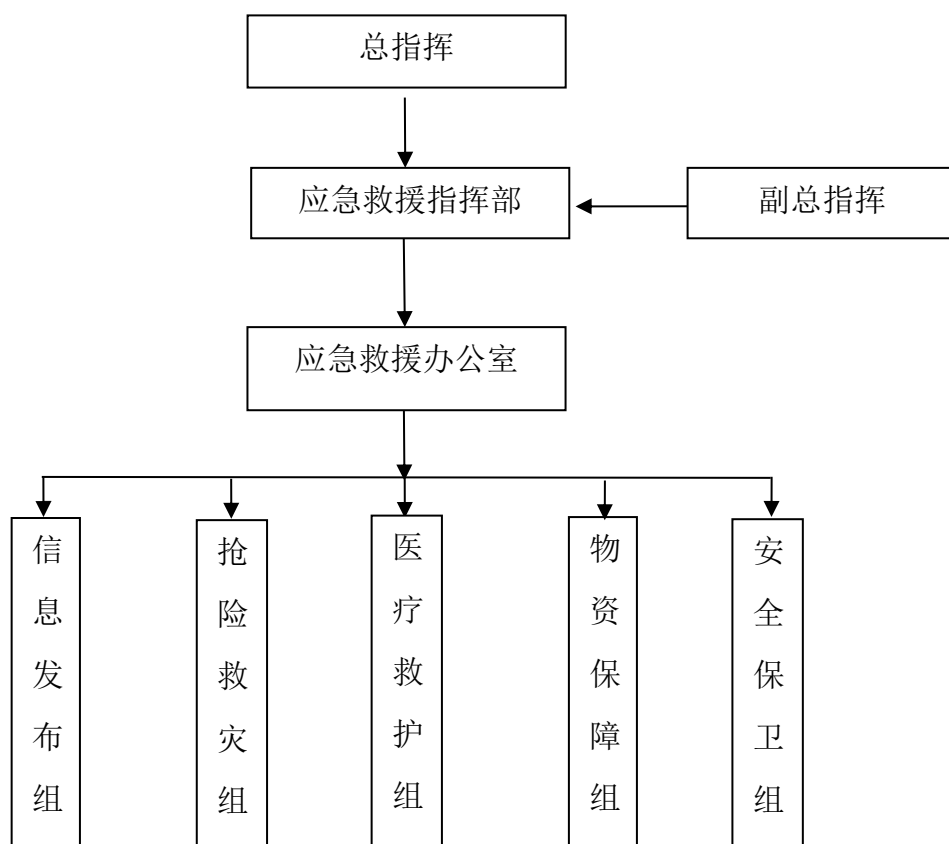 总指挥
应急救援指挥部
副总指挥
应急救援办公室
信息发布组
抢险救灾组
医疗救护组
物资保障组
安全保卫组